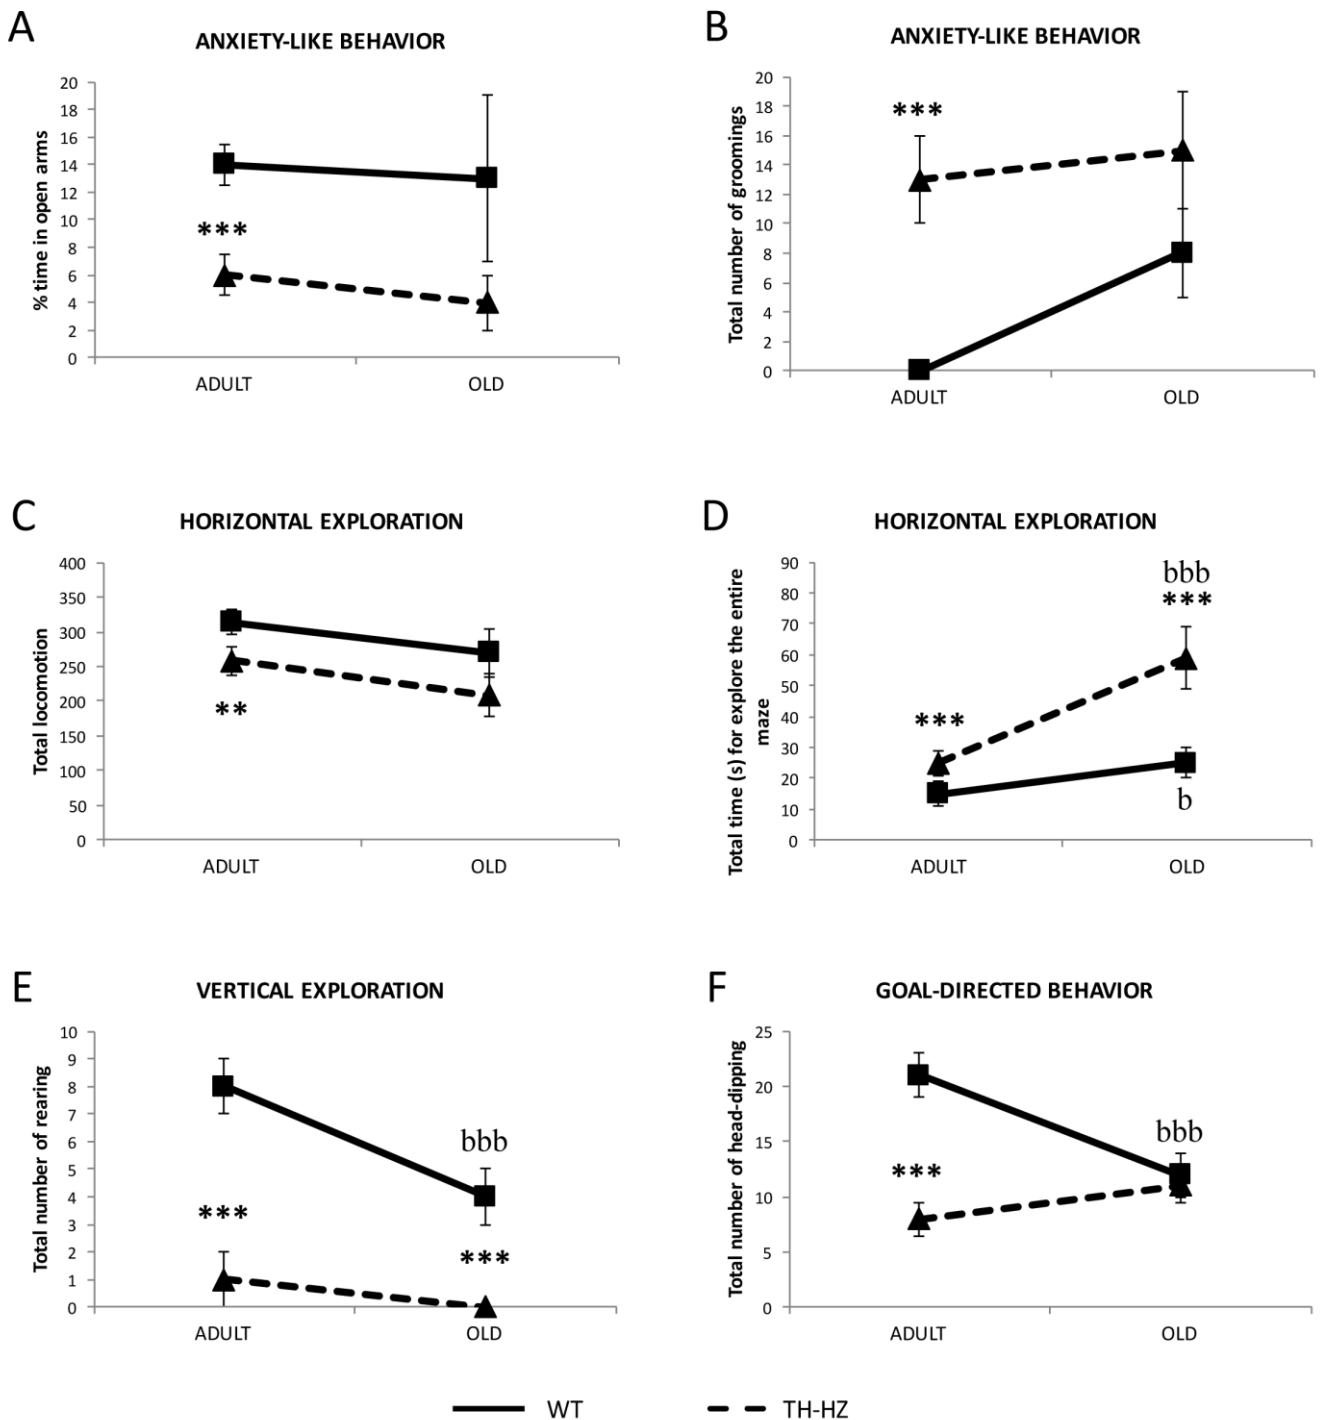 A
ANXIETY-LIKE BEHAVIOR
% time in open arms
20
18
16
14
12
10
8
6
4
2
0
***
ADULT
OLD
B
ANXIETY-LIKE BEHAVIOR
Total number of groomings
20
18
16
14
12
10
8
6
4
2
0
***
ADULT
OLD
C
HORIZONTAL EXPLORATION
Total locomotion
400
350
300
250
200
150
100
50
0
**
ADULT
OLD
D
HORIZONTAL EXPLORATION
Total time (s) for explore the entire
maze
90
80
70
60
50
40
30
20
10
0
***
bbb
***
b
ADULT
OLD
E
VERTICAL EXPLORATION
Total number of rearing
10
9
8
7
6
5
4
3
2
1
0
***
bbb
***
ADULT
OLD
F
GOAL-DIRECTED BEHAVIOR
Total number of head-dipping
25
20
15
10
5
0
***
bbb
ADULT
OLD
WT
TH-HZ